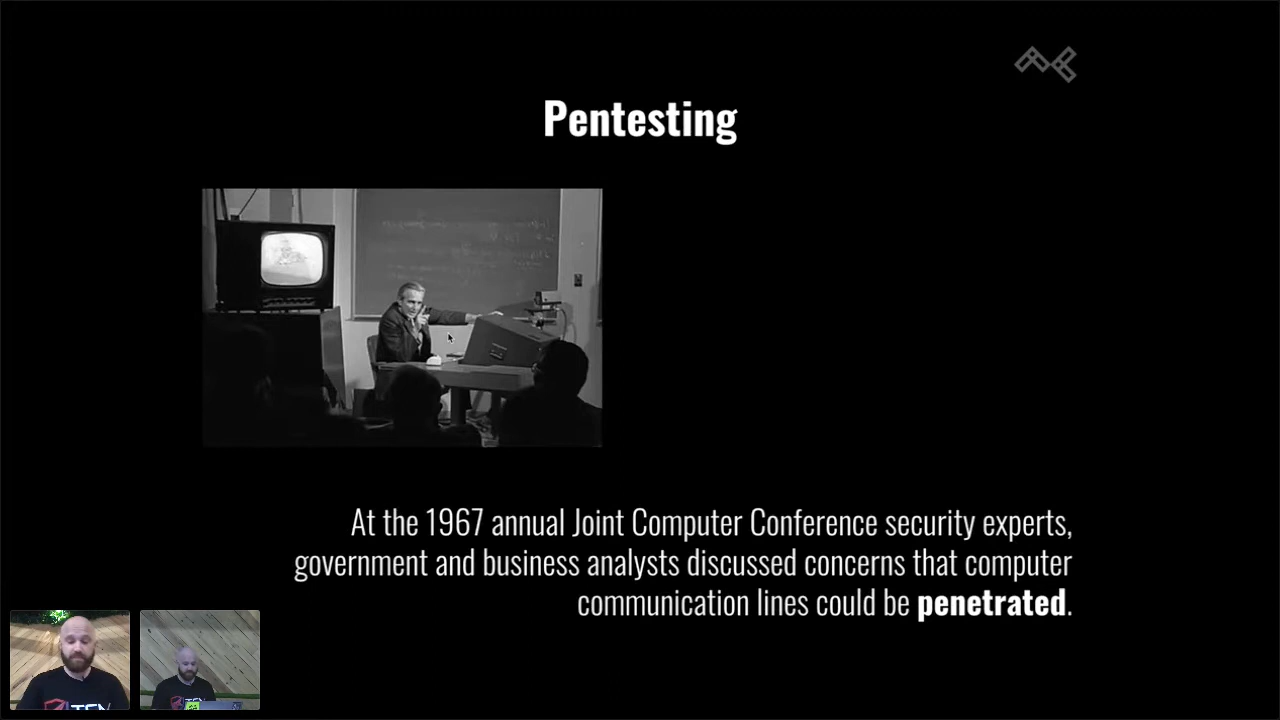 Pentesting
At the 1967 annual Joint Computer Conference security experts,
government and business analysts discussed concerns that computer
communication lines could be penetrated.